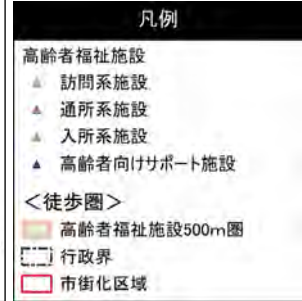 凡例
高齢者福祉施設
訪問系施設
通所系施設
入所系施設
高齢者向けサポート施設
＜徒歩圏＞
高齢者福祉施設500m圏
行政界
市街化区域